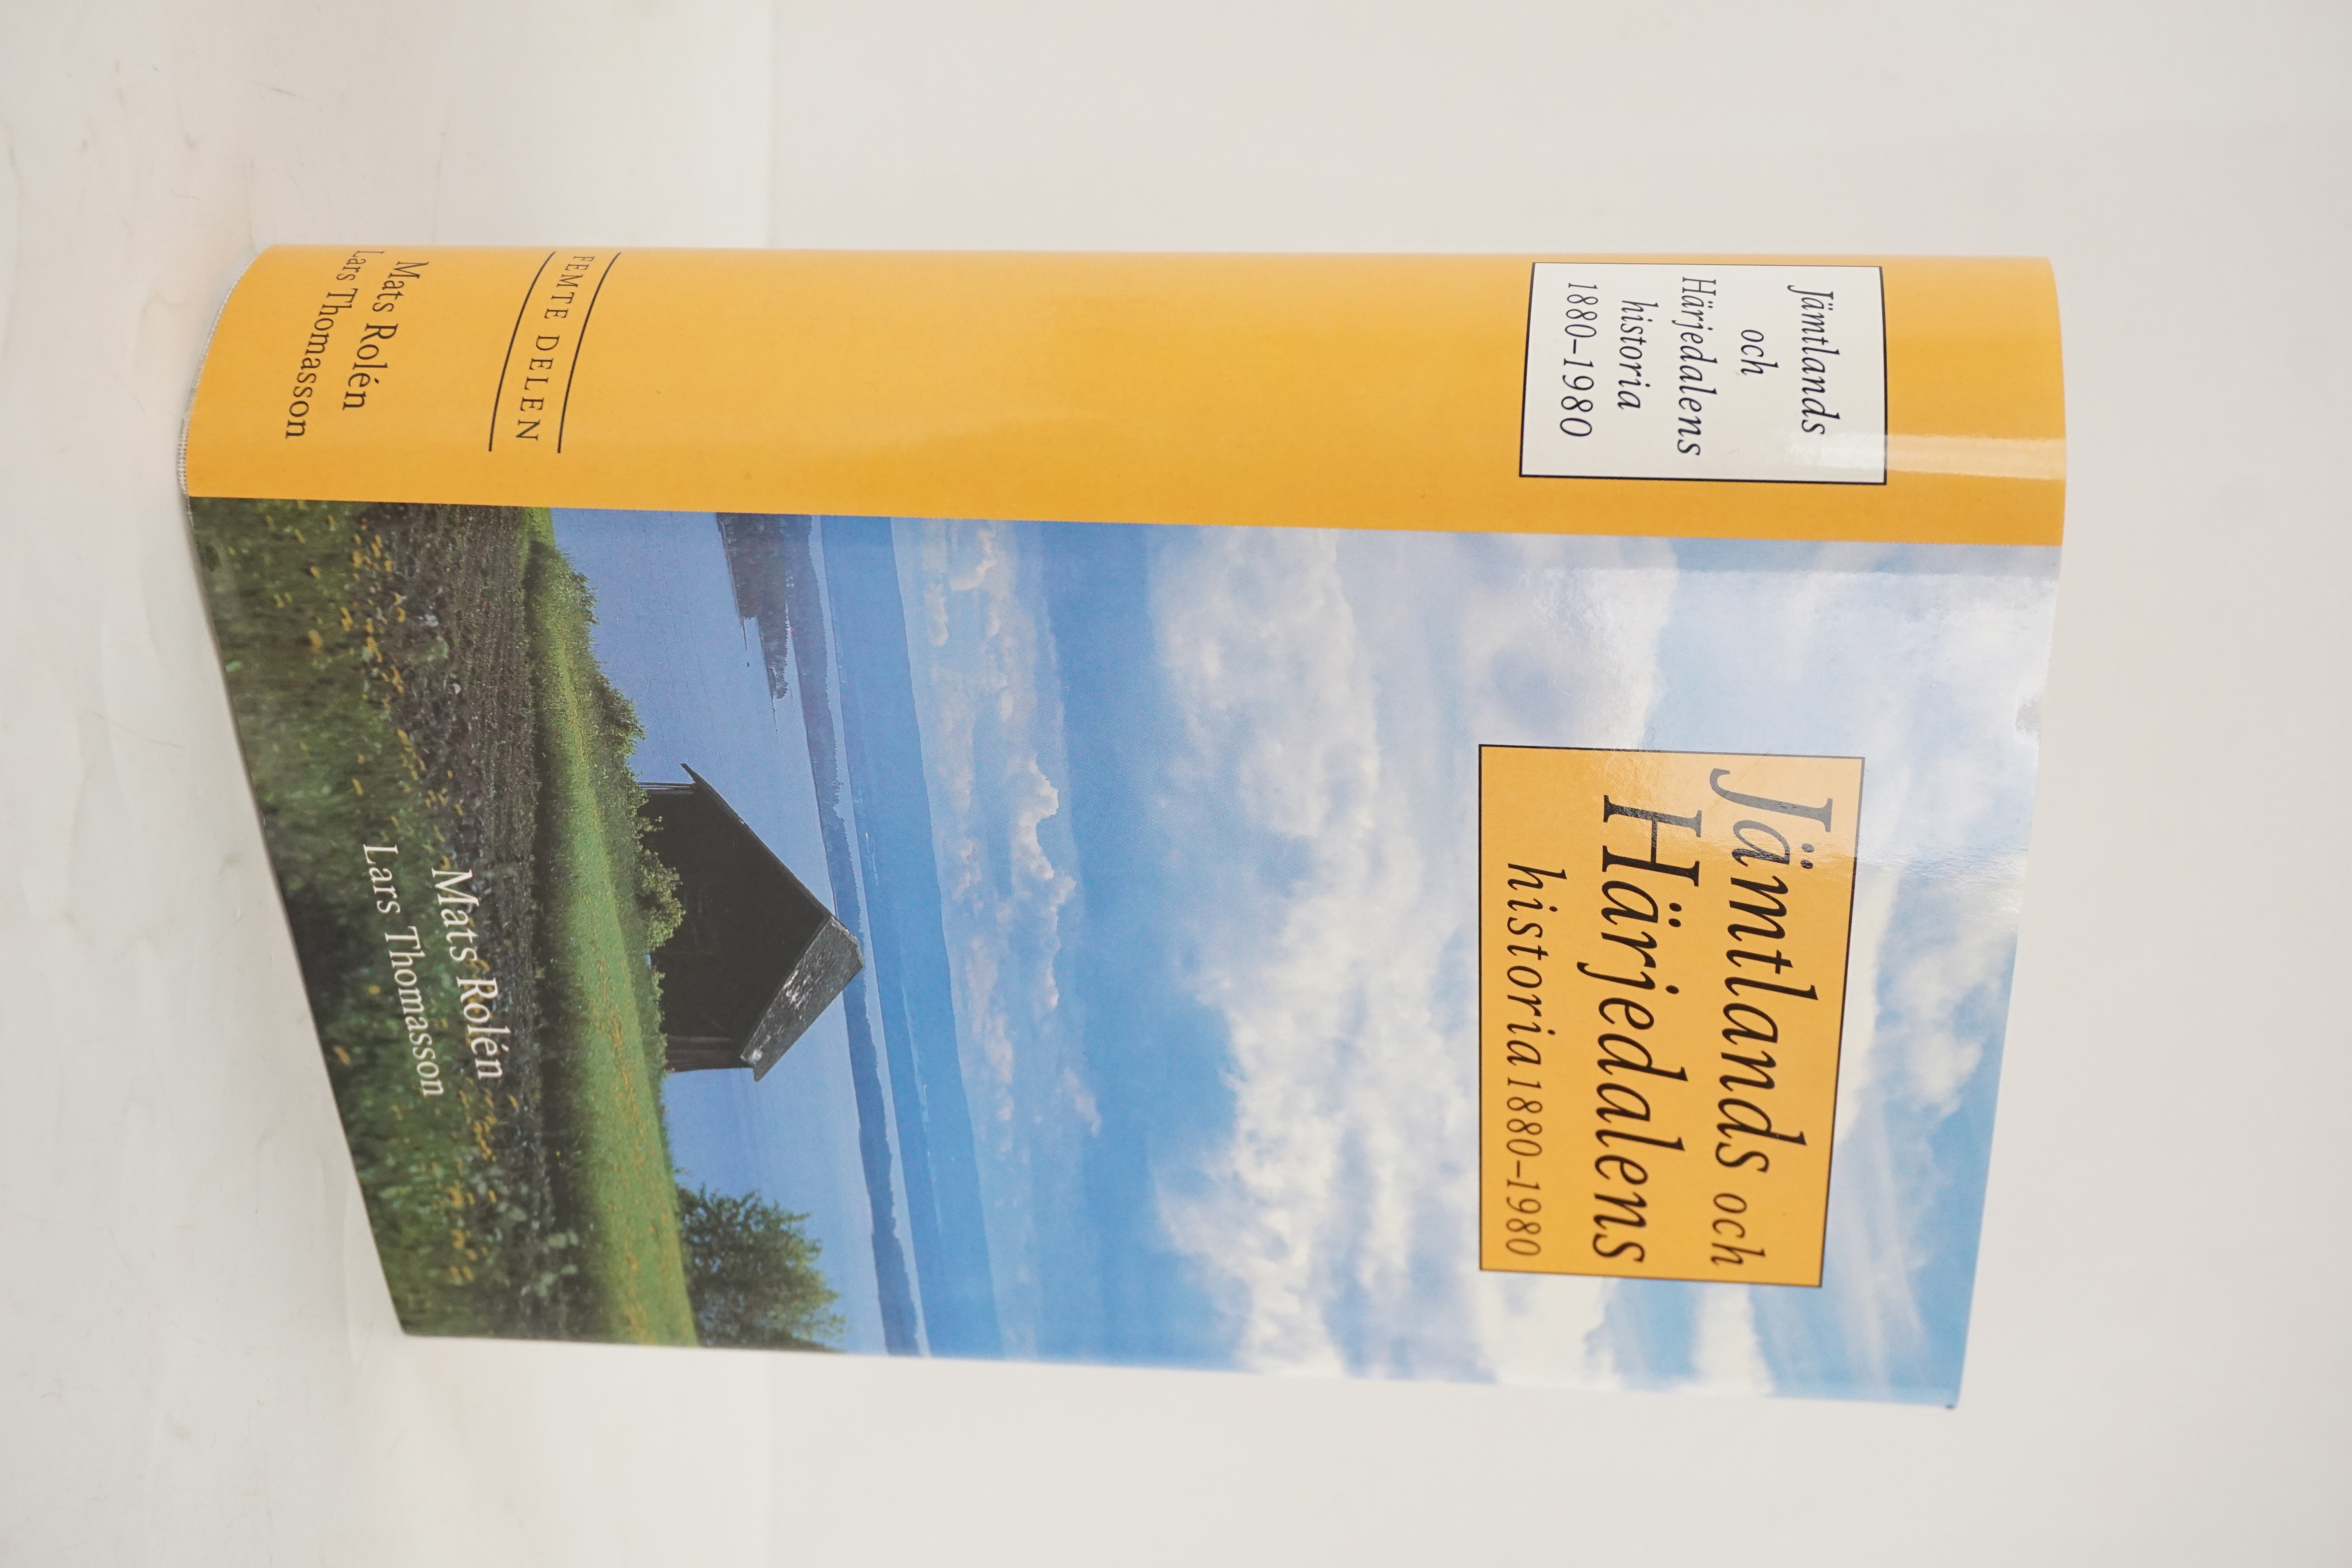 Jämtlands
och
Härjedalens
historia
1880–1980
FEMTE DELEN
Mats Rolén
Lars Thomasson
Jämtlands och
Härjedalens
historia 1880–1980
Mats Rolén
Lars Thomasson